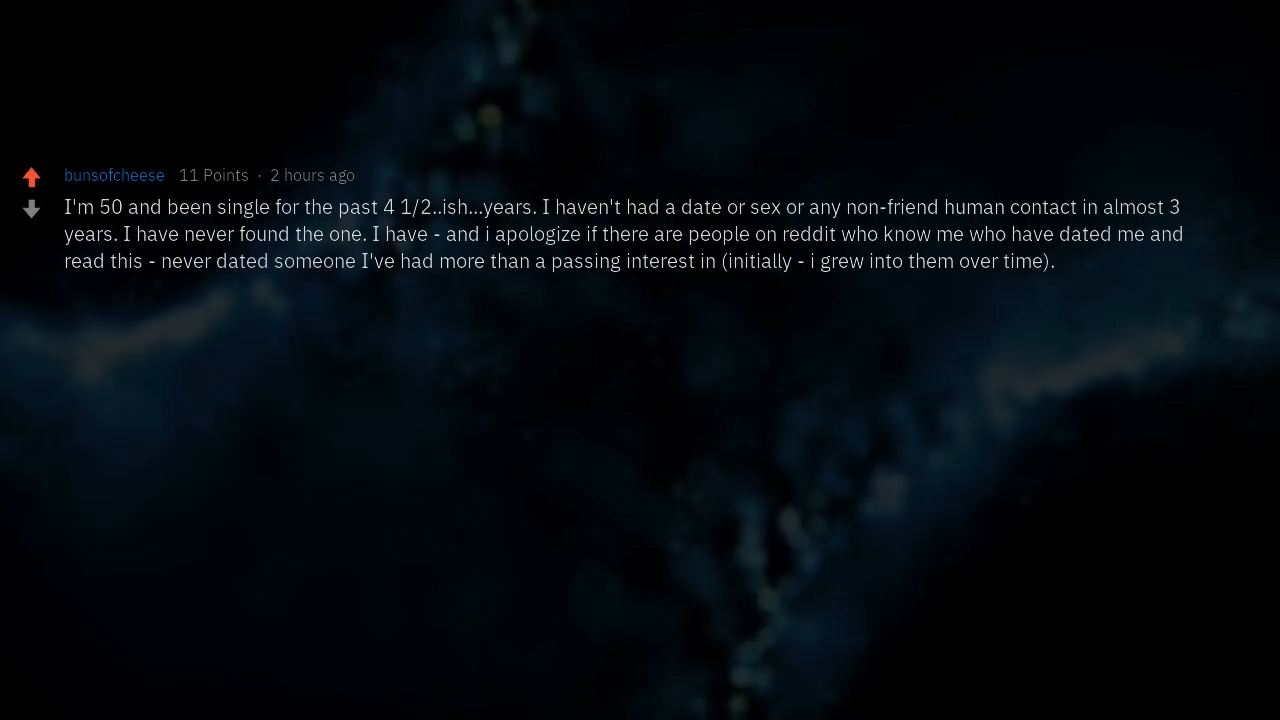 bunsofcheese 11 Points · 2 hours ago
I'm 50 and been single for the past 4 1/2..ish...years. I haven't had a date or sex or any non-friend human contact in almost 3
years. I have never found the one. I have - and i apologize if there are people on reddit who know me who have dated me and
read this - never dated someone I've had more than a passing interest in (initially - i grew into them over time).